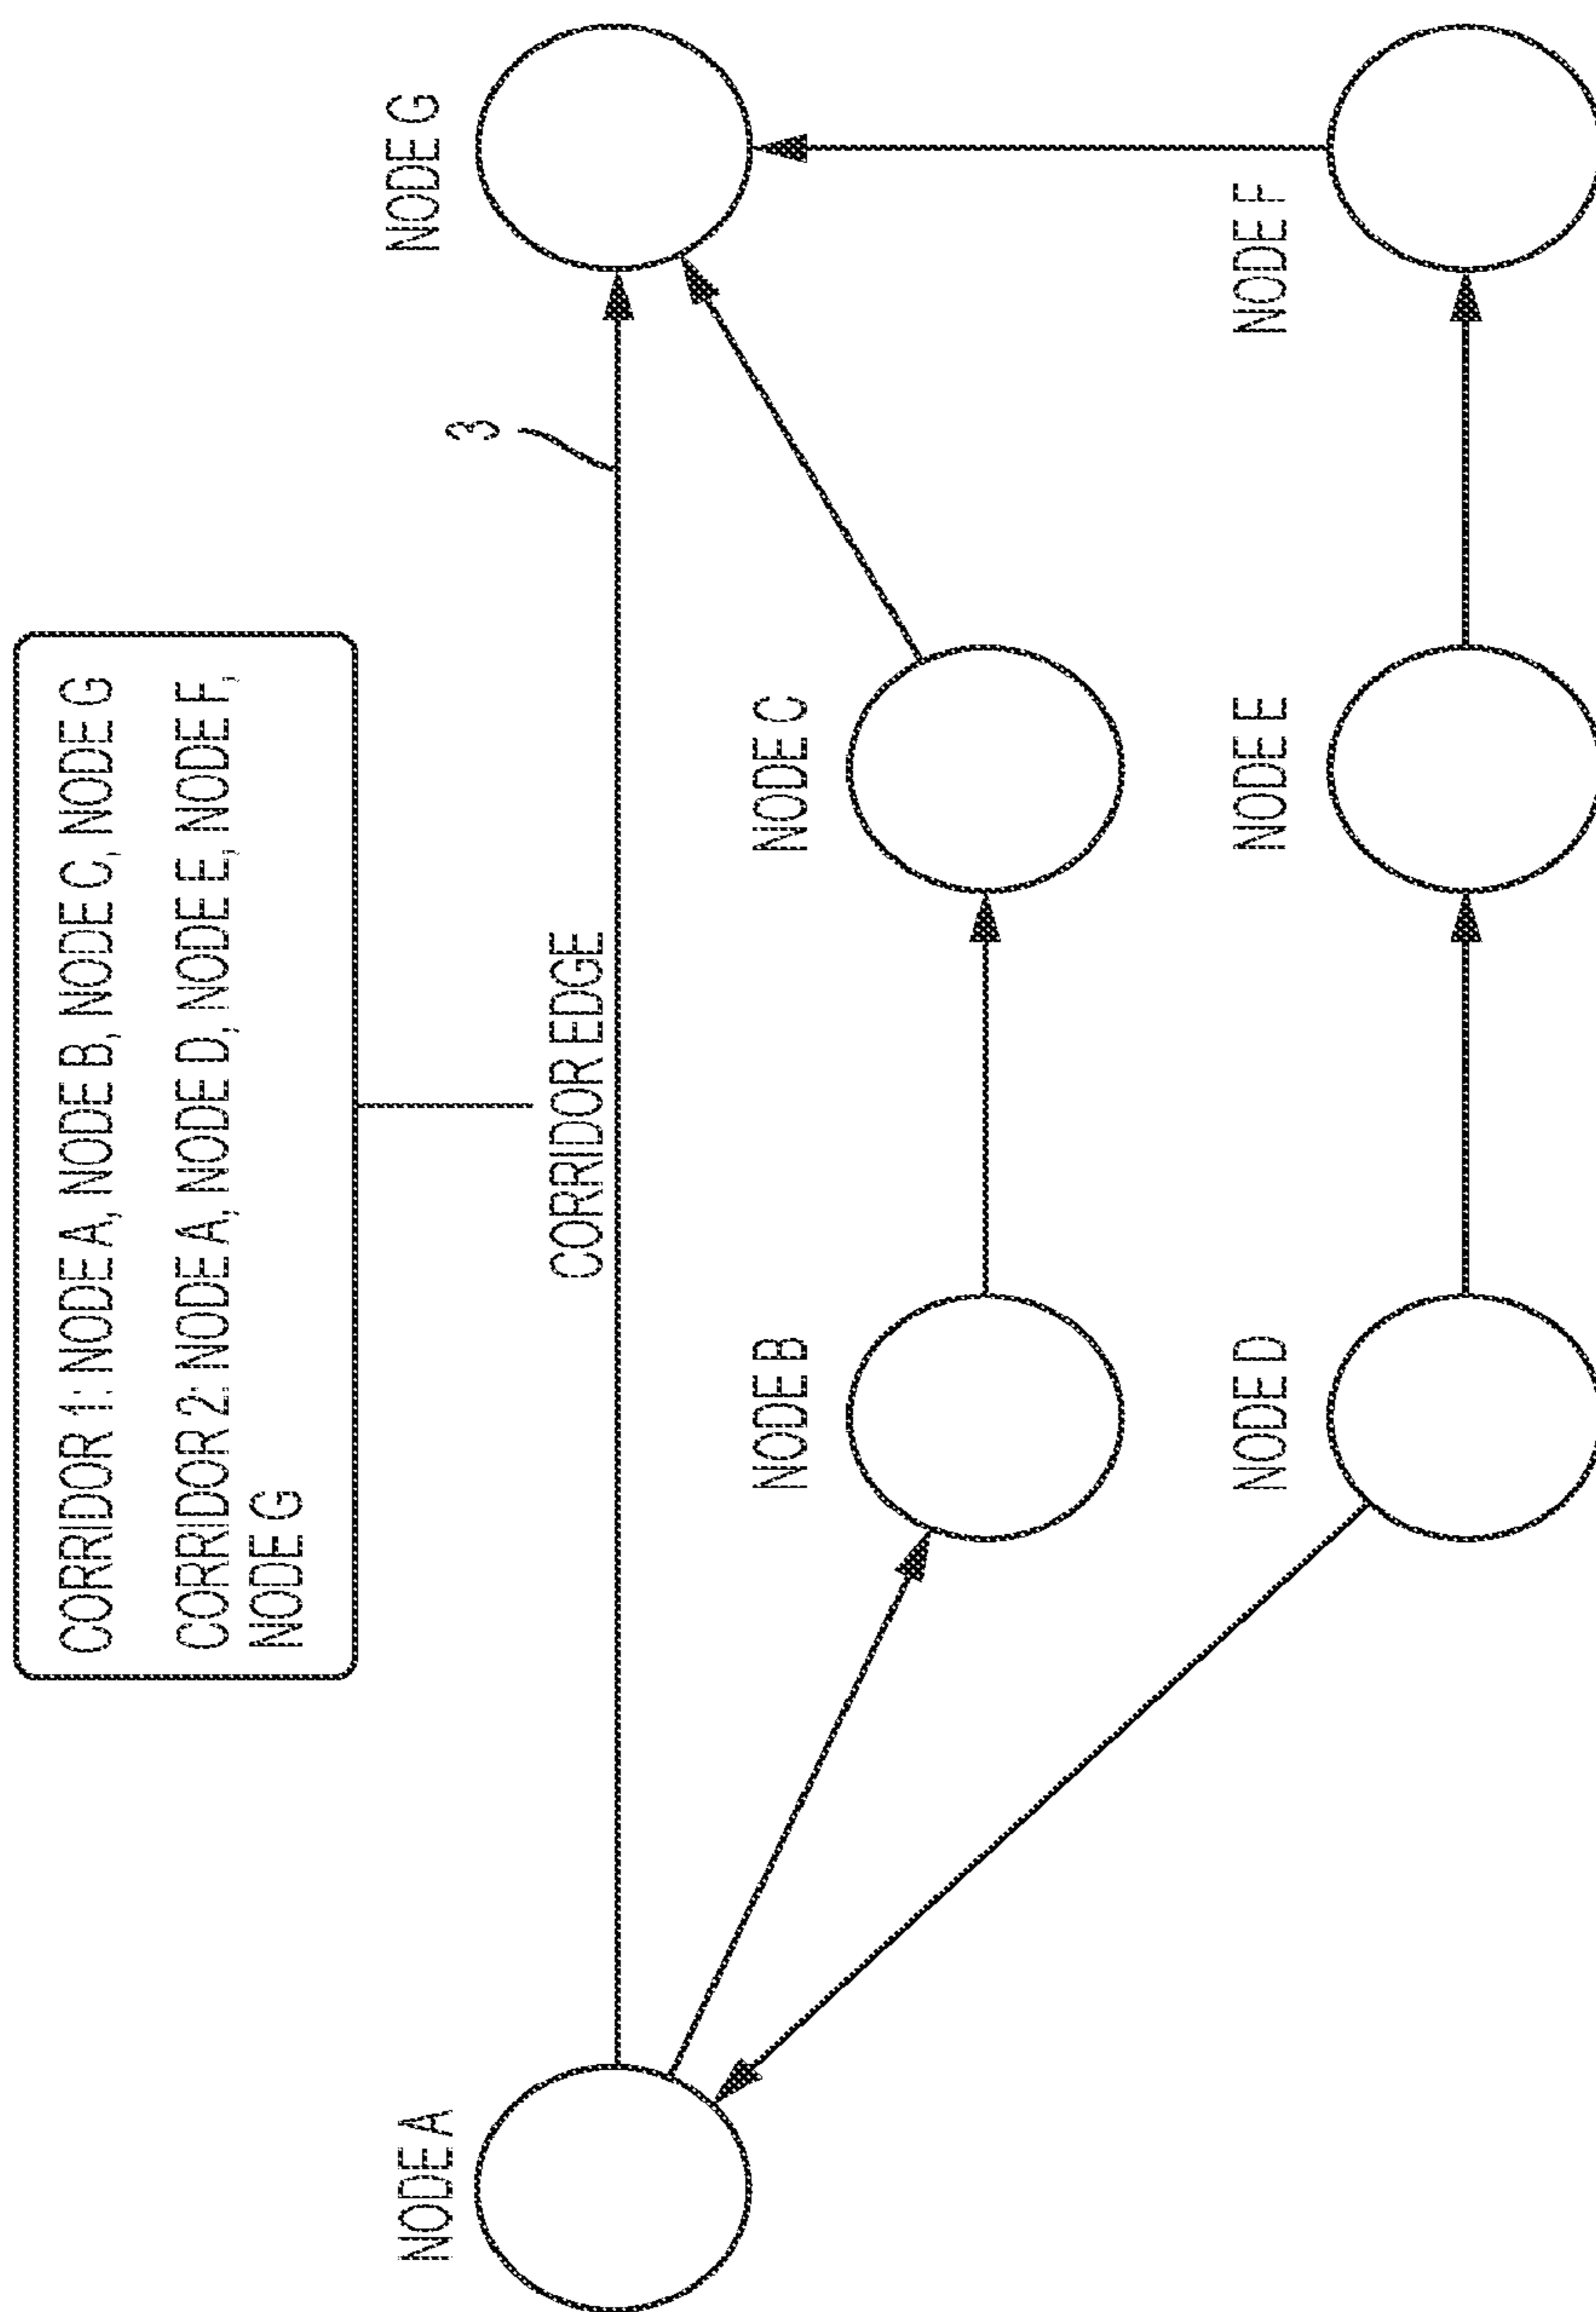 CORRIDOR 1: NODE A, NODE B, NODE C, NODE G
CORRIDOR 2: NODE A, NODE D, NODE E, NODE F,
NODE G
CORRIDOR EDGE
3
NODE A
NODE G
NODE B
NODE C
NODE D
NODE E
NODE F